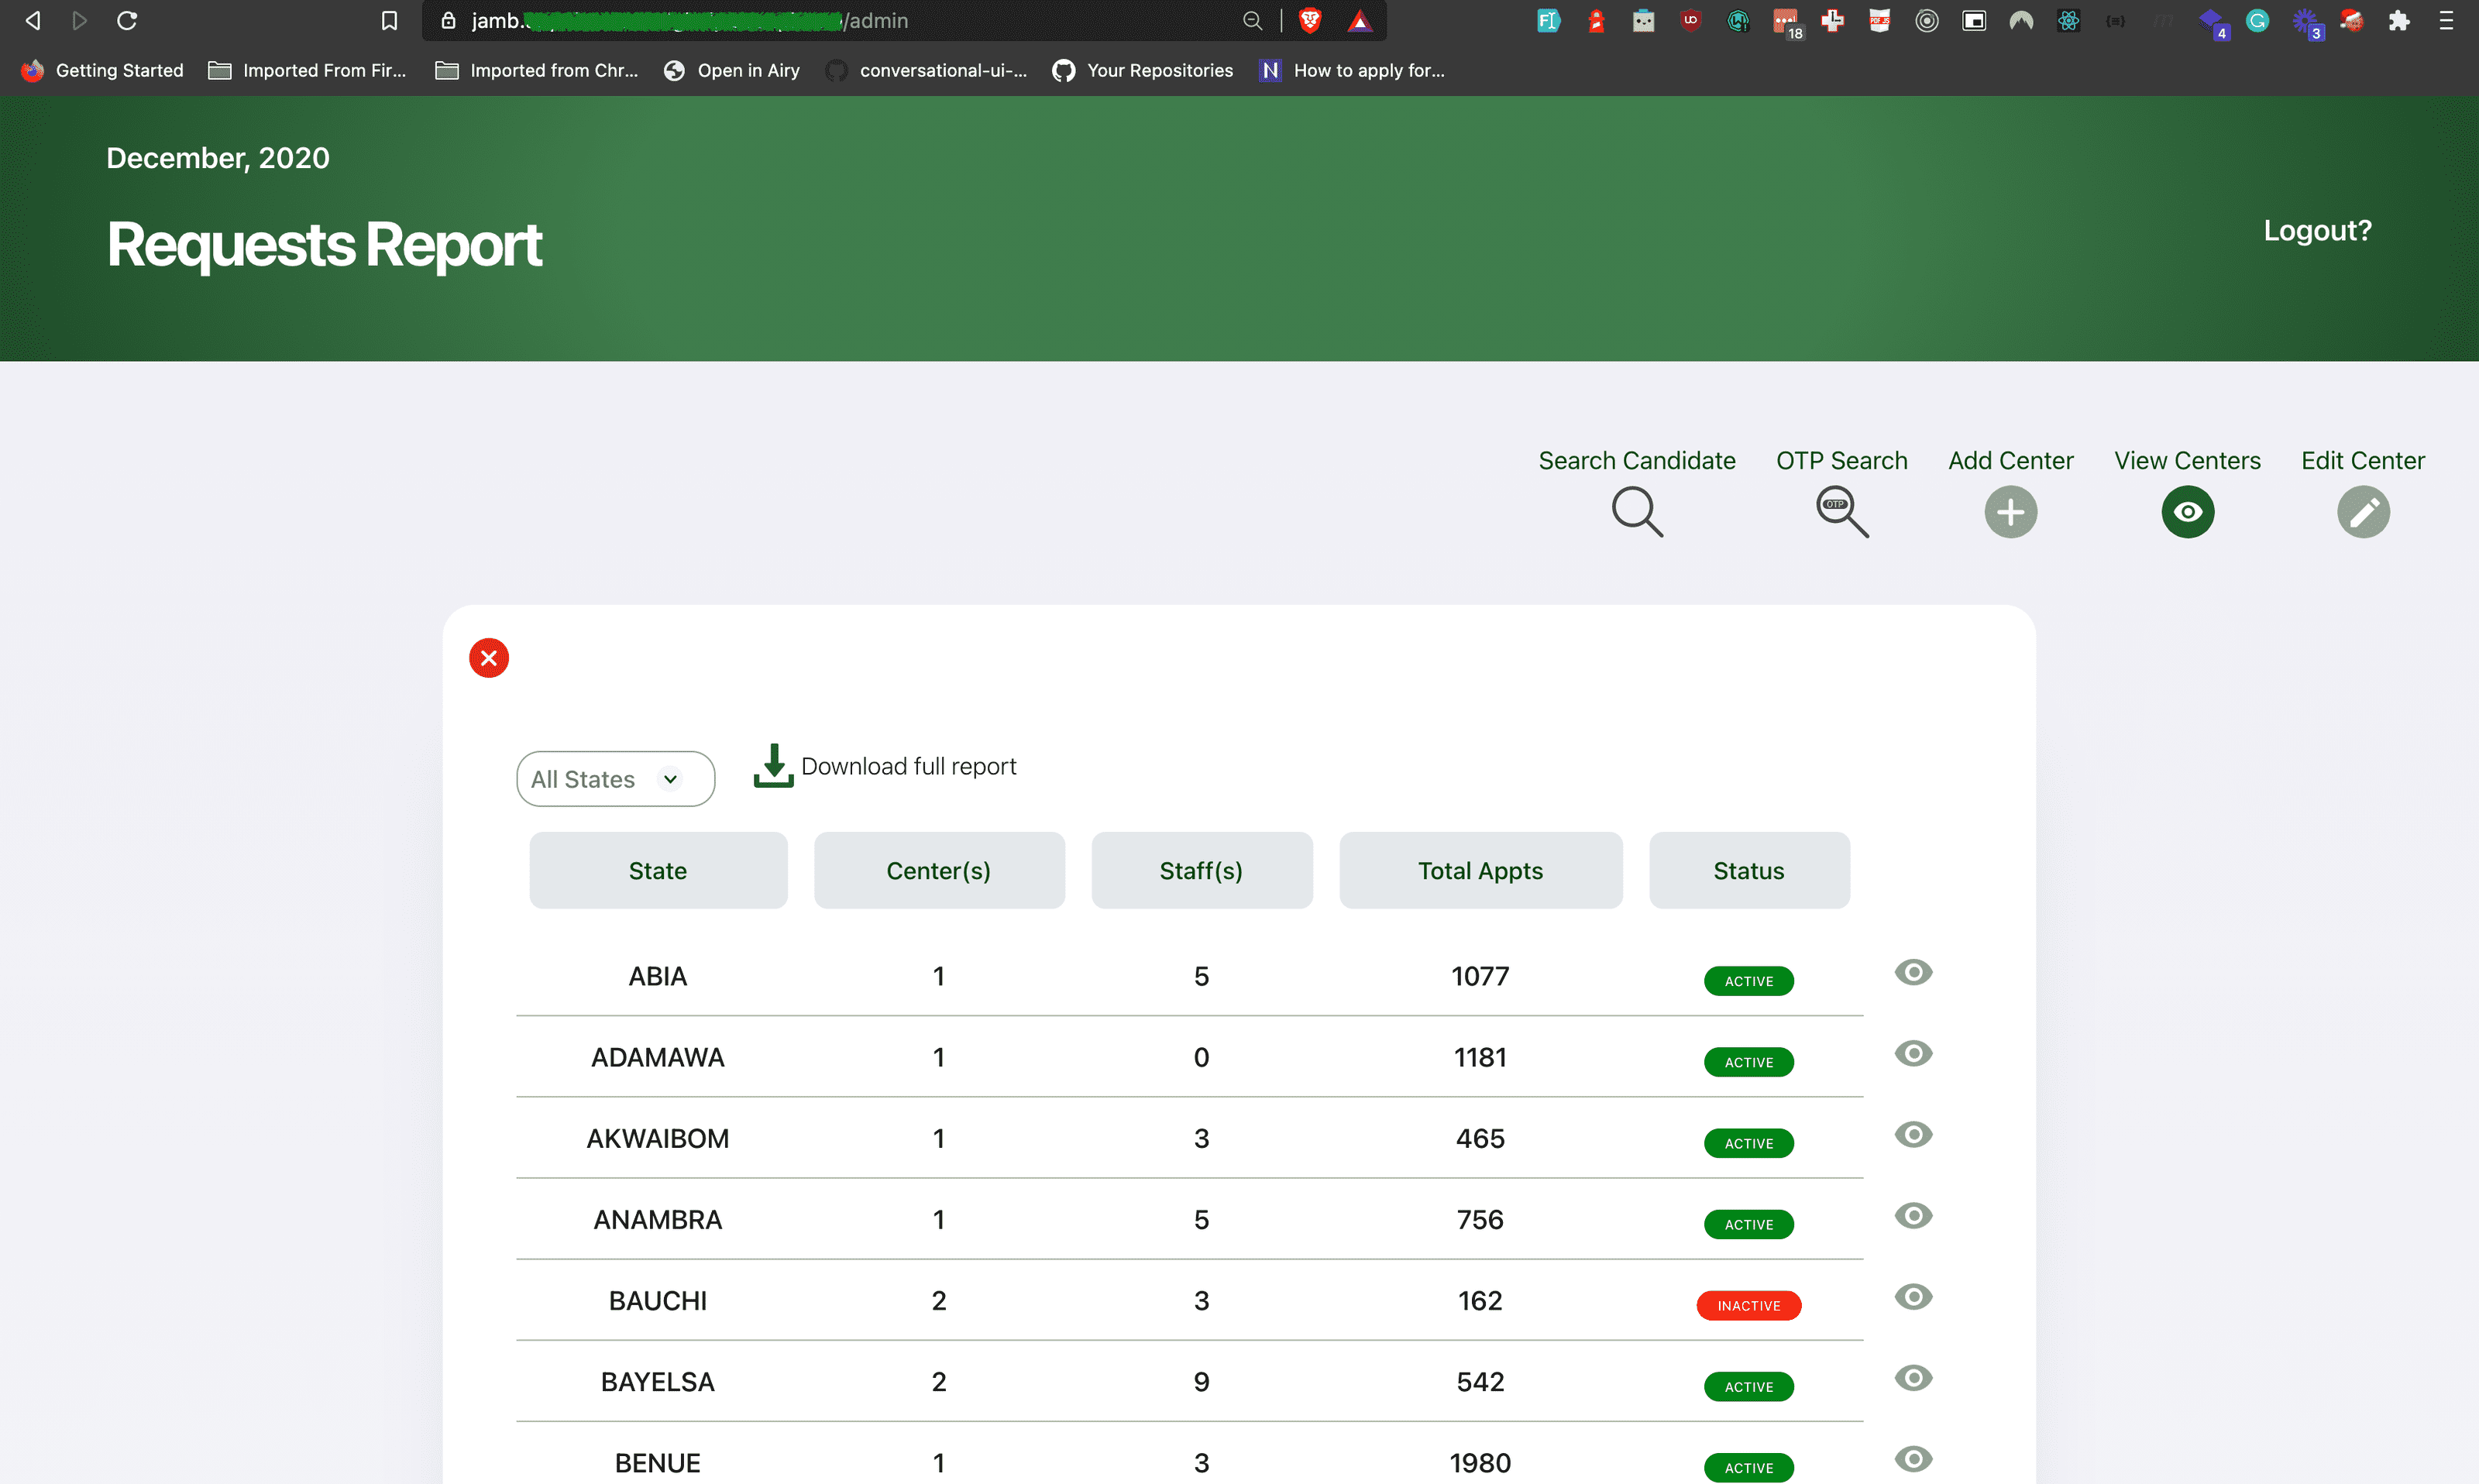 jamb. /admin
18
4
3
Getting Started Imported From Fir... Imported from Chr... Open in Airy conversational-ui-... Your Repositories N How to apply for...
December, 2020
Requests Report
Logout?
Search Candidate OTP Search Add Center View Centers Edit Center
OTP
All States Download full report
State Center(s) Staff(s) Total Appts Status
ABIA 1 5 1077 ACTIVE
ADAMAWA 1 0 1181 ACTIVE
AKWAIBOM 1 3 465 ACTIVE
ANAMBRA 1 5 756 ACTIVE
BAUCHI 2 3 162 INACTIVE
BAYELSA 2 9 542 ACTIVE
BENUE 1 3 1980 ACTIVE